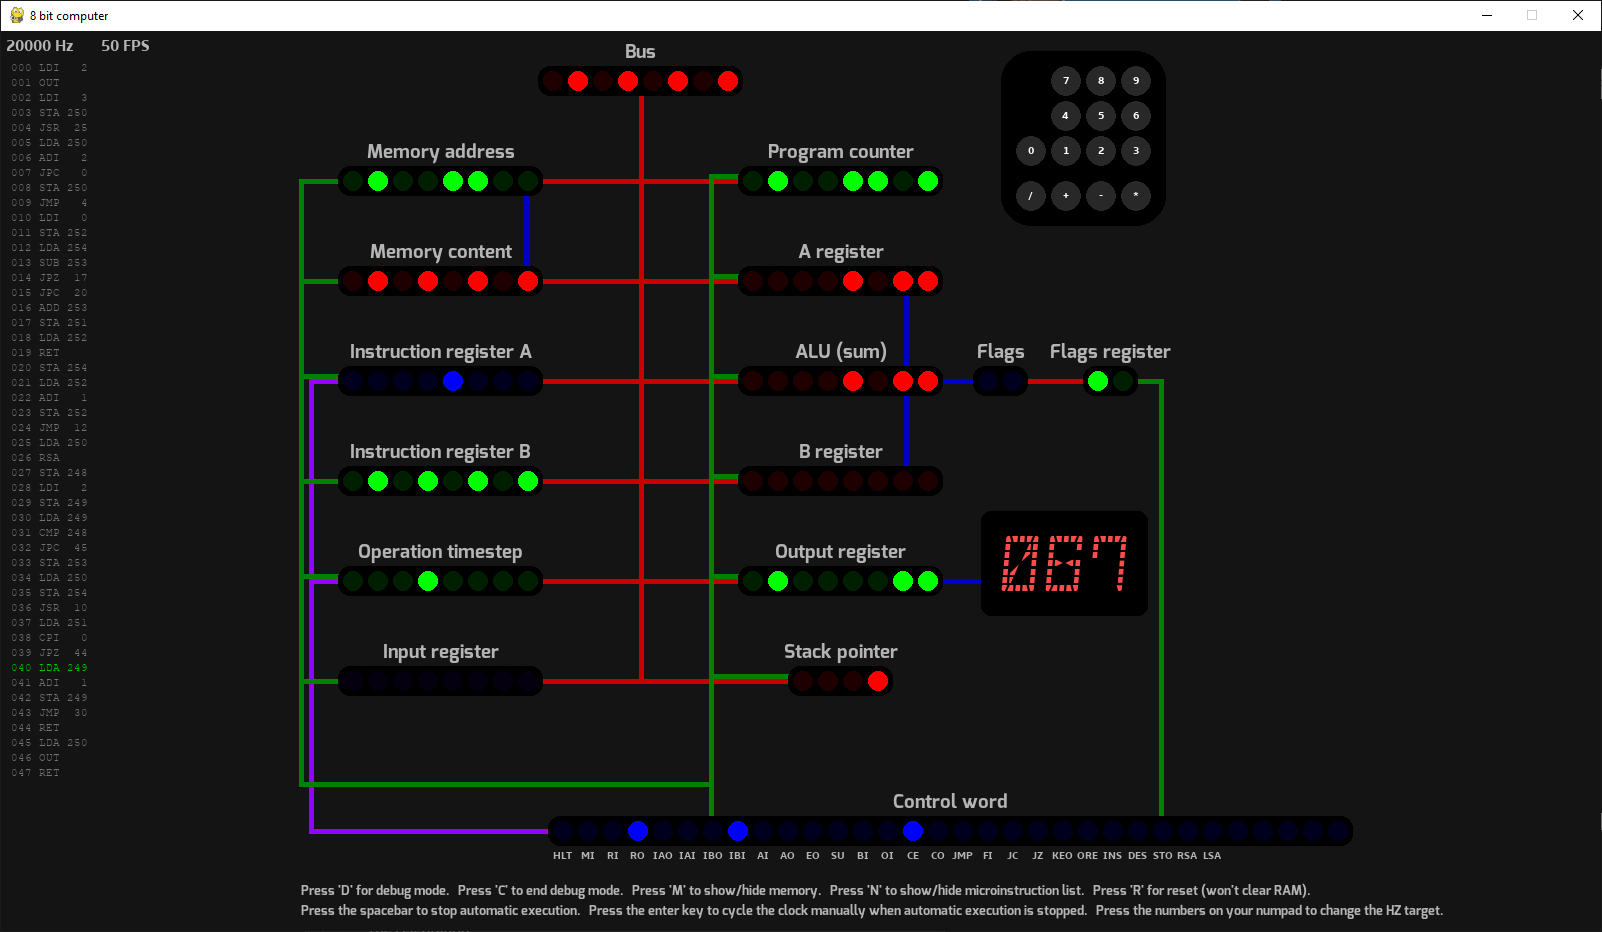 8 bit computer
20000 Hz 50 FPS
000 LDI 2
001 OUT
002 LDI 3
003 STA 250
004 JSR 25
005 LDA 250
006 ADI 2
007 JPC 0
008 STA 250
009 JMP 4
010 LDI 0
011 STA 252
012 LDA 254
013 SUB 253
014 JPZ 17
015 JPC 20
016 ADD 253
017 STA 251
018 LDA 252
019 RET
020 STA 254
021 LDA 252
022 ADI 1
023 STA 252
024 JMP 12
025 LDA 250
026 RSA
027 STA 248
028 LDI 2
029 STA 249
030 LDA 249
031 CMP 248
032 JPC 45
033 STA 253
034 LDA 250
035 STA 254
036 JSR 10
037 LDA 251
038 CPI 0
039 JPZ 44
040 LDA 249
041 ADI 1
042 STA 249
043 JMP 30
044 RET
045 LDA 250
046 OUT
047 RET
Bus
7 8 9
4 5 6
0 1 2 3
/ + - *
Memory address Program counter
Memory content A register
Instruction register A ALU (sum) Flags Flags register
Instruction register B B register
Operation timestep Output register
067
Input register Stack pointer
Control word
HLT MI RI RO IAO IAI IBO IBI AI AO EO SU BI OI CE CO JMP FI JC JZ KEO ORE INS DES STO RSA LSA
Press 'D' for debug mode. Press 'C' to end debug mode. Press 'M' to show/hide memory. Press 'N' to show/hide microinstruction list. Press 'R' for reset (won't clear RAM).
Press the spacebar to stop automatic execution. Press the enter key to cycle the clock manually when automatic execution is stopped. Press the numbers on your numpad to change the HZ target.